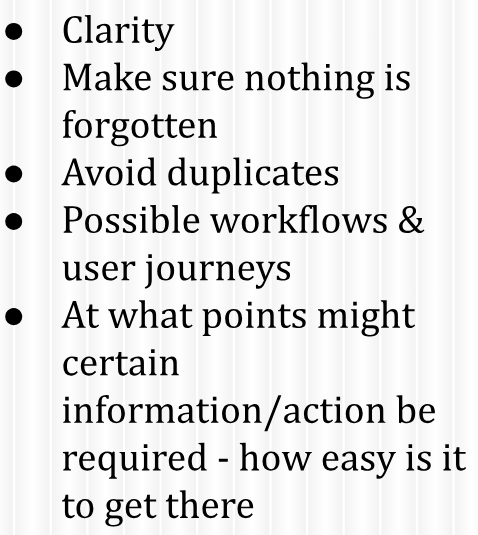 ● Clarity
● Make sure nothing is
forgotten
● Avoid duplicates
● Possible workflows &
user journeys
● At what points might
certain
information/action be
required - how easy is it
to get there